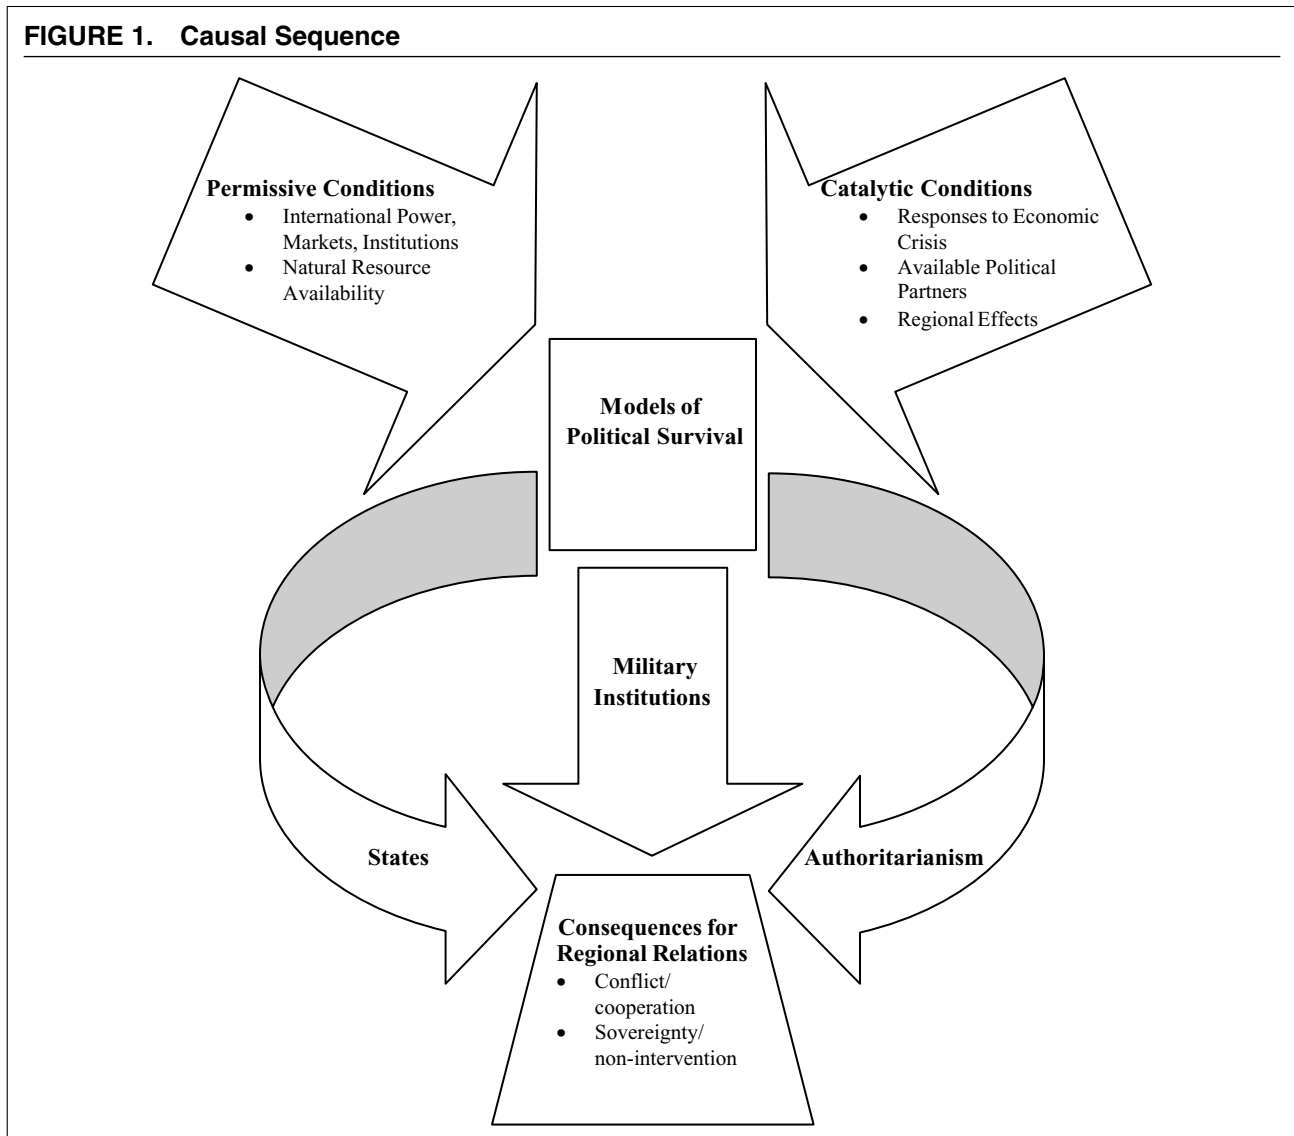 FIGURE 1. Causal Sequence
Permissive Conditions
• International Power,
Markets, Institutions
• Natural Resource
Availability
Catalytic Conditions
• Responses to Economic
Crisis
• Available Political
Partners
• Regional Effects
Models of
Political Survival
Military
Institutions
States
Authoritarianism
Consequences for
Regional Relations
• Conflict/
cooperation
• Sovereignty/
non-intervention